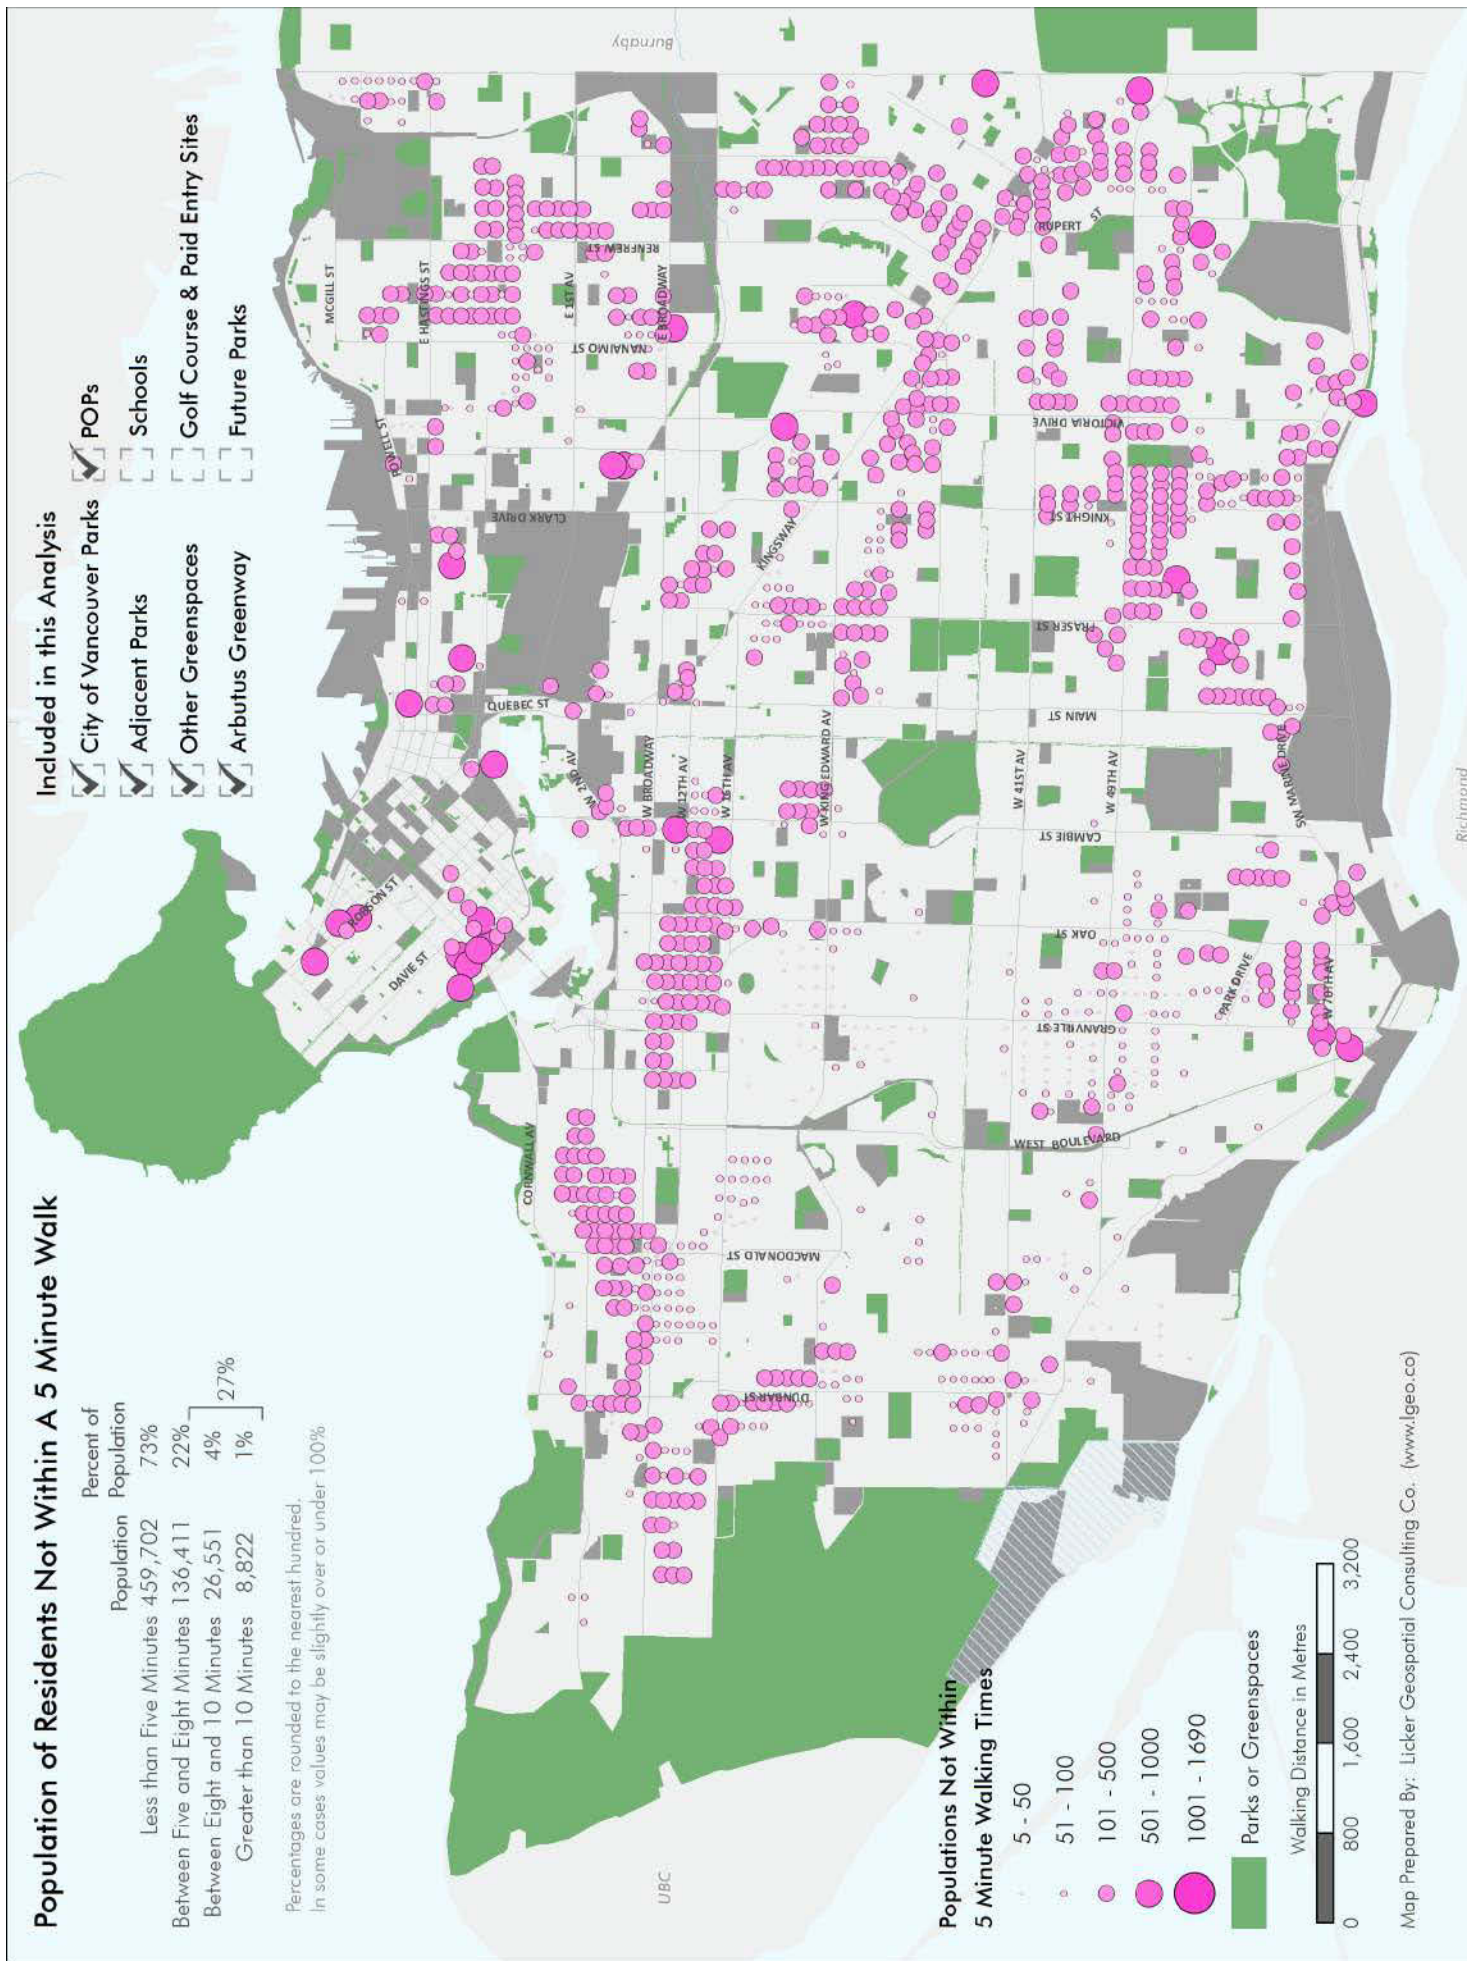 Population of Residents Not Within A 5 Minute Walk
Population
Percent of
Population
Less than Five Minutes 459,702 73%
Between Five and Eight Minutes 136,411 22%
Between Eight and 10 Minutes 26,551 4%
Greater than 10 Minutes 8,822 1%
27%
Percentages are rounded to the nearest hundred.
In some cases values may be slightly over or under 100%
Included in this Analysis
City of Vancouver Parks
POPs
Adjacent Parks
Schools
Other Greenspaces
Golf Course & Paid Entry Sites
Arbutus Greenway
Future Parks
Burnaby
MCGILL ST
E HASTINGS ST
POWELL ST
E 1ST AV
E BROADWAY
RENFREW ST
NANAIMO ST
CLARK DRIVE
QUEBEC ST
ROBSON ST
DAVIE ST
W 2ND AV
W BROADWAY
W 12TH AV
W 16TH AV
CORNWALL AV
KINGSWAY
W KING EDWARD AV
RUPERT ST
VICTORIA DRIVE
KNIGHT ST
FRASER ST
MAIN ST
W 41ST AV
W 49TH AV
CAMBIE ST
OAK ST
GRANVILLE ST
WEST BOULEVARD
PARK DRIVE
W 70TH AV
SW MARINE DRIVE
MACDONALD ST
DUNBAR ST
Richmond
UBC
Populations Not Within
5 Minute Walking Times
5 - 50
51 - 100
101 - 500
501 - 1000
1001 - 1690
Parks or Greenspaces
Walking Distance in Metres
0 800 1,600 2,400 3,200
Map Prepared By: Licker Geospatial Consulting Co. (www.lgeo.co)